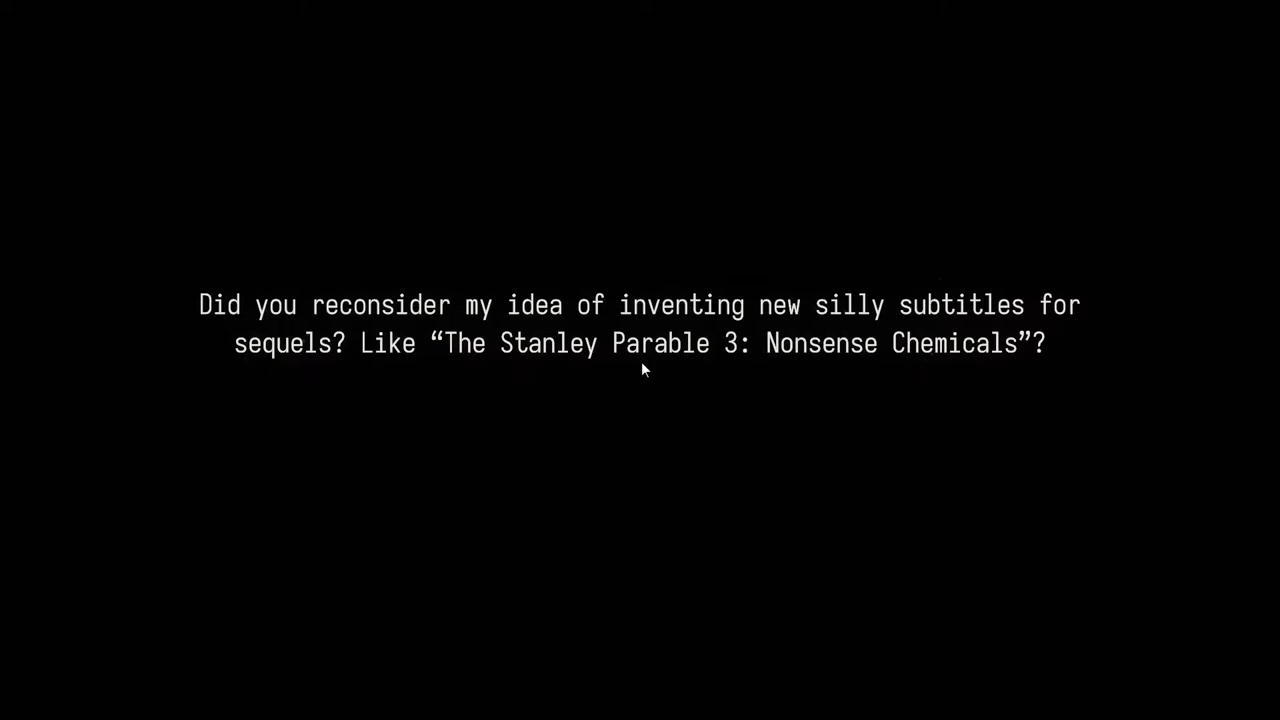 Did you reconsider my idea of inventing new silly subtitles for
sequels? Like “The Stanley Parable 3: Nonsense Chemicals”?